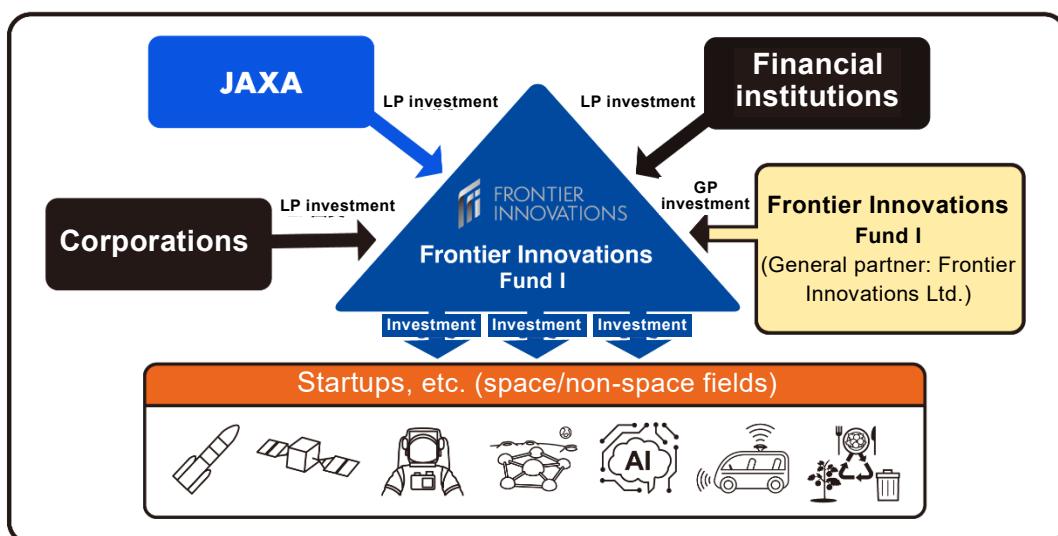 JAXA
LP investment
LP investment
Financial
institutions
Corporations
LP investment
FRONTIER
INNOVATIONS
Frontier Innovations
Fund I
GP
investment
Frontier Innovations
Fund I
(General partner: Frontier
Innovations Ltd.)
Investment
Investment
Investment
Startups, etc. (space/non-space fields)
AI